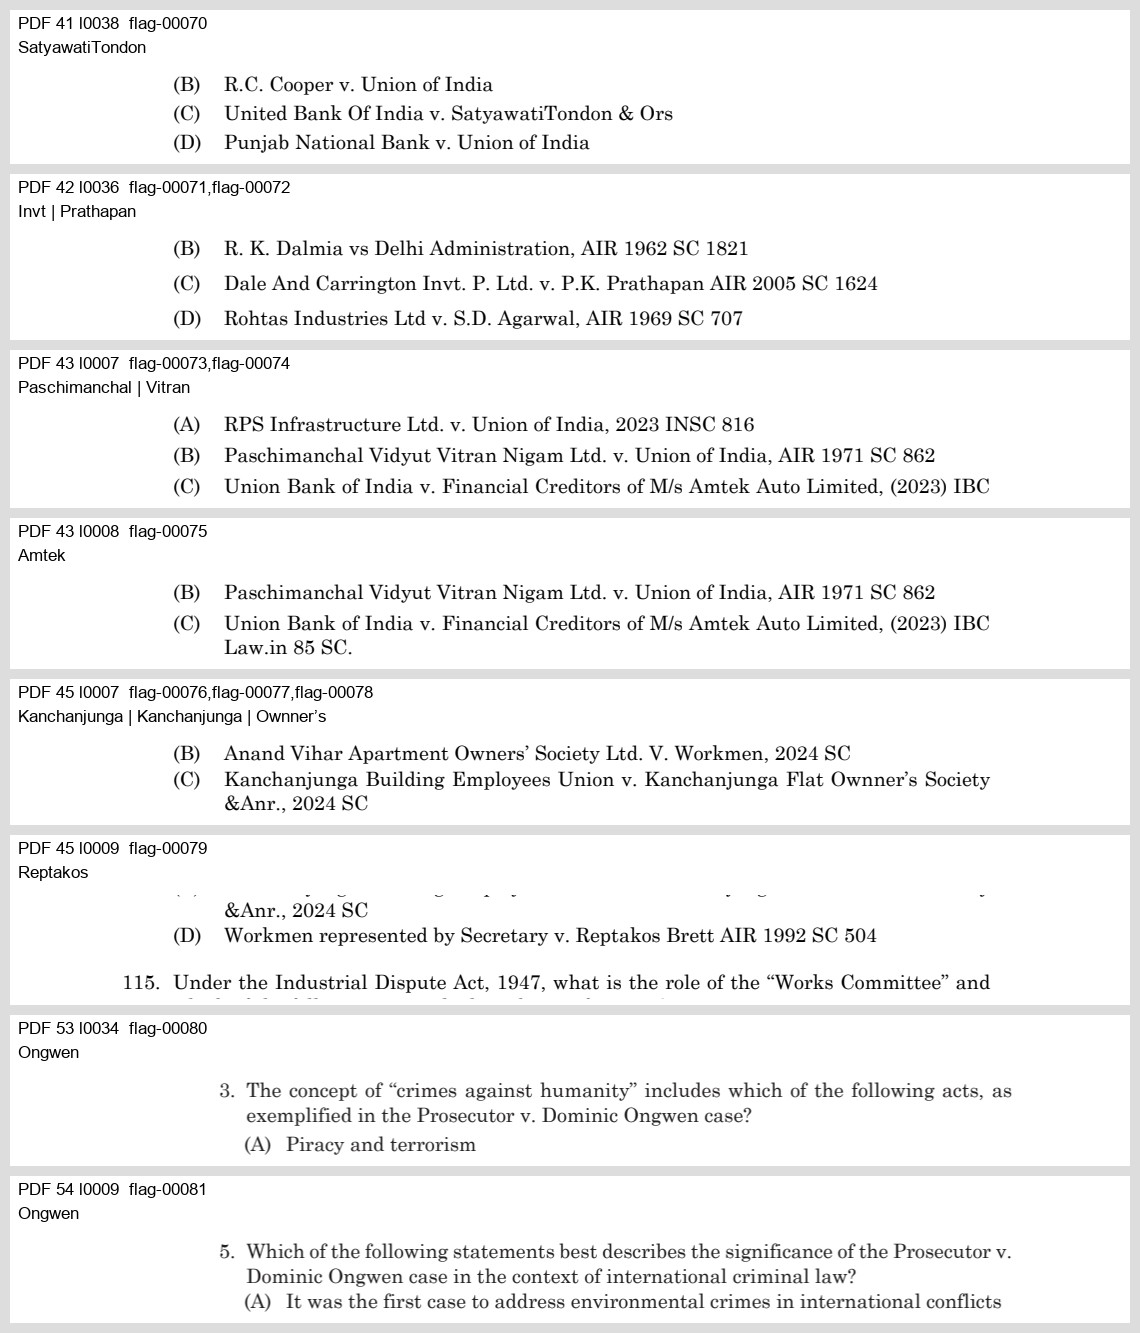 PDF 41 l0038  flag-00070
SatyawatiTondon
(B) R.C. Cooper v. Union of India
(C) United Bank Of India v. SatyawatiTondon & Ors
(D) Punjab National Bank v. Union of India
PDF 42 l0036  flag-00071,flag-00072
Invt | Prathapan
(B) R. K. Dalmia vs Delhi Administration, AIR 1962 SC 1821
(C) Dale And Carrington Invt. P. Ltd. v. P.K. Prathapan AIR 2005 SC 1624
(D) Rohtas Industries Ltd v. S.D. Agarwal, AIR 1969 SC 707
PDF 43 l0007  flag-00073,flag-00074
Paschimanchal | Vitran
(A) RPS Infrastructure Ltd. v. Union of India, 2023 INSC 816
(B) Paschimanchal Vidyut Vitran Nigam Ltd. v. Union of India, AIR 1971 SC 862
(C) Union Bank of India v. Financial Creditors of M/s Amtek Auto Limited, (2023) IBC
PDF 43 l0008  flag-00075
Amtek
(B) Paschimanchal Vidyut Vitran Nigam Ltd. v. Union of India, AIR 1971 SC 862
(C) Union Bank of India v. Financial Creditors of M/s Amtek Auto Limited, (2023) IBC
Law.in 85 SC.
PDF 45 l0007  flag-00076,flag-00077,flag-00078
Kanchanjunga | Kanchanjunga | Ownner’s
(B) Anand Vihar Apartment Owners’ Society Ltd. V. Workmen, 2024 SC
(C) Kanchanjunga Building Employees Union v. Kanchanjunga Flat Ownner’s Society
&Anr., 2024 SC
PDF 45 l0009  flag-00079
Reptakos
&Anr., 2024 SC
(D) Workmen represented by Secretary v. Reptakos Brett AIR 1992 SC 504
115. Under the Industrial Dispute Act, 1947, what is the role of the “Works Committee” and
PDF 53 l0034  flag-00080
Ongwen
3. The concept of “crimes against humanity” includes which of the following acts, as
exemplified in the Prosecutor v. Dominic Ongwen case?
(A) Piracy and terrorism
PDF 54 l0009  flag-00081
Ongwen
5. Which of the following statements best describes the significance of the Prosecutor v.
Dominic Ongwen case in the context of international criminal law?
(A) It was the first case to address environmental crimes in international conflicts